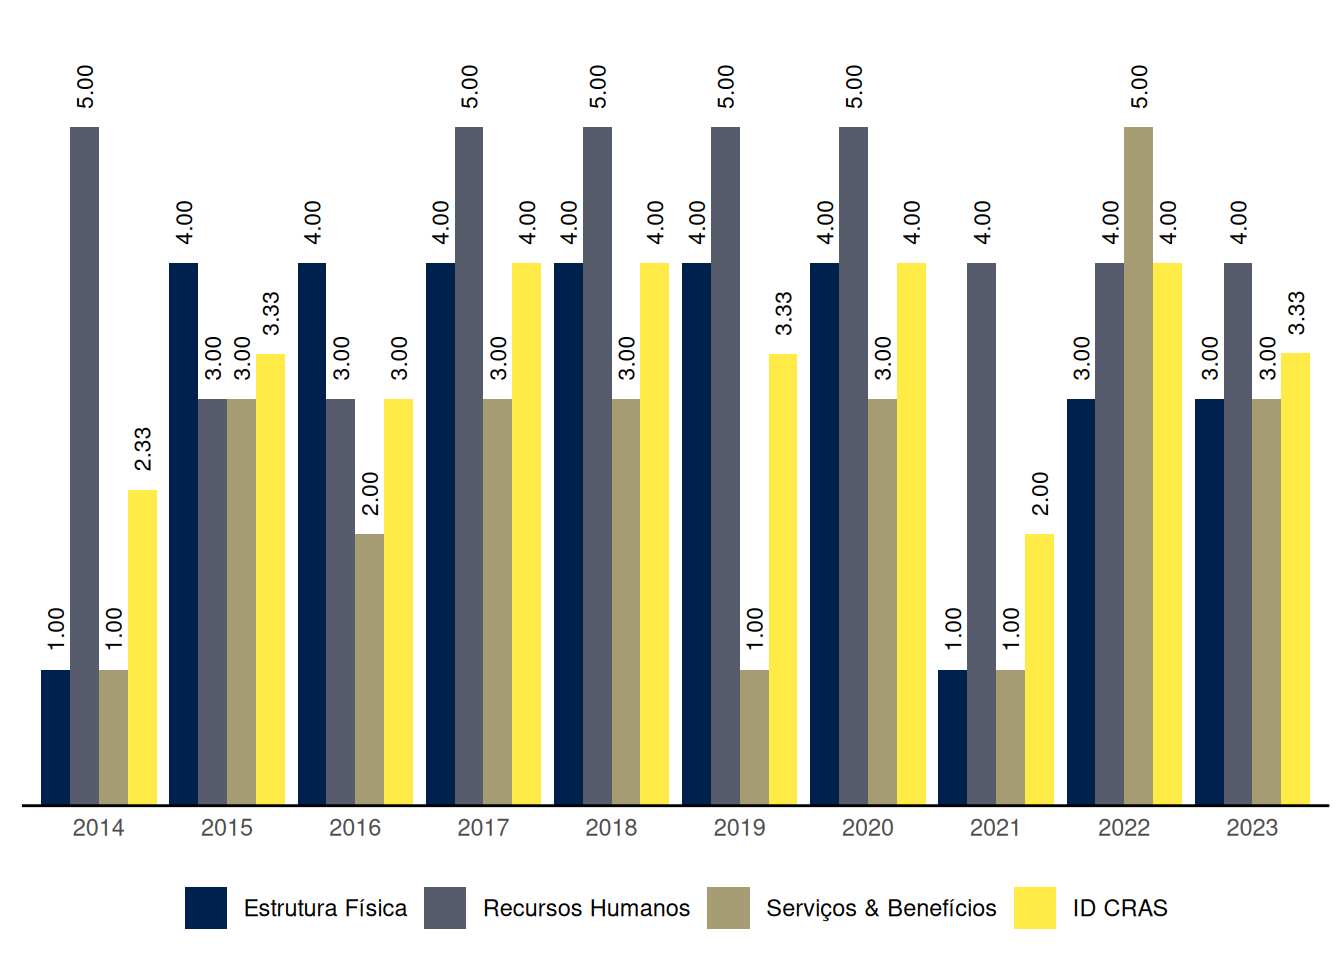 5.00 5.00 5.00 5.00 5.00 5.00
4.00 4.00 4.00 4.00 4.00 4.00 4.00 4.00 4.00 4.00 4.00 4.00 4.00
3.33 3.33 3.33
3.00 3.00 3.00 3.00 3.00 3.00 3.00 3.00 3.00 3.00
2.33
2.00 2.00
1.00 1.00 1.00 1.00 1.00
2014 2015 2016 2017 2018 2019 2020 2021 2022 2023
Estrutura Física Recursos Humanos Serviços & Benefícios ID CRAS